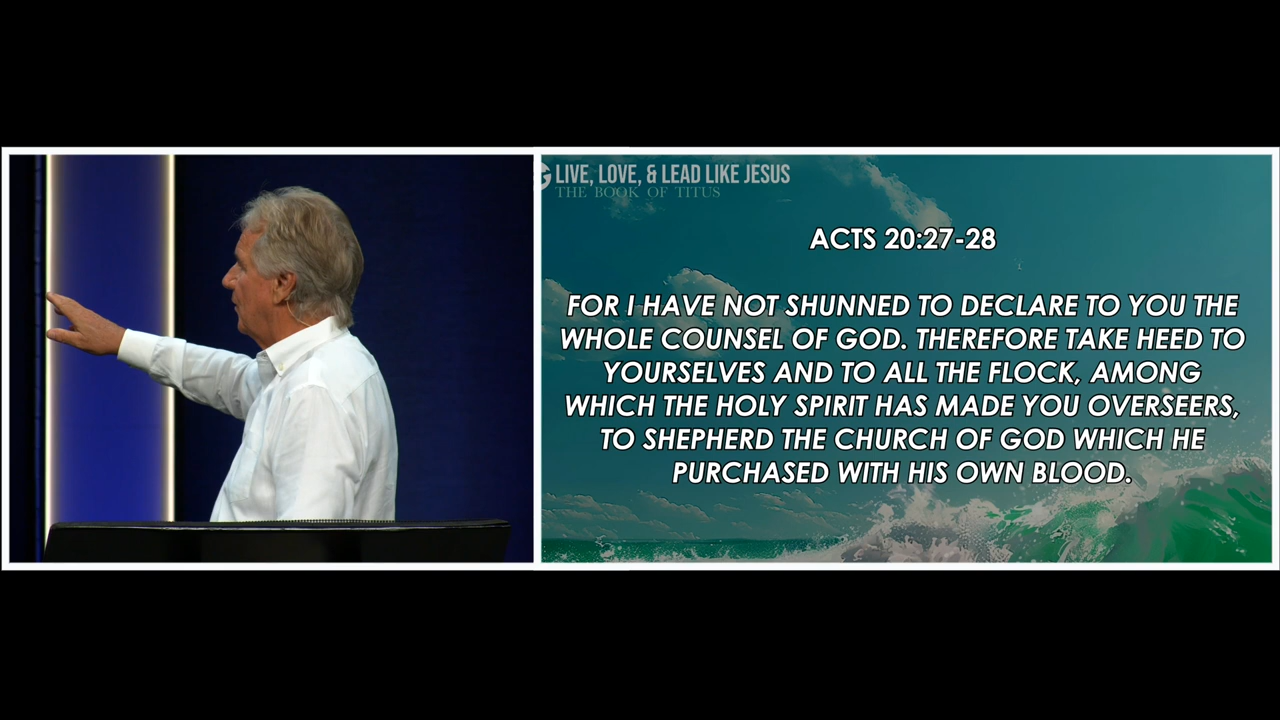 LIVE, LOVE, & LEAD LIKE JESUS
THE BOOK OF TITUS
ACTS 20:27-28
FOR I HAVE NOT SHUNNED TO DECLARE TO YOU THE
WHOLE COUNSEL OF GOD. THEREFORE TAKE HEED TO
YOURSELVES AND TO ALL THE FLOCK, AMONG
WHICH THE HOLY SPIRIT HAS MADE YOU OVERSEERS,
TO SHEPHERD THE CHURCH OF GOD WHICH HE
PURCHASED WITH HIS OWN BLOOD.